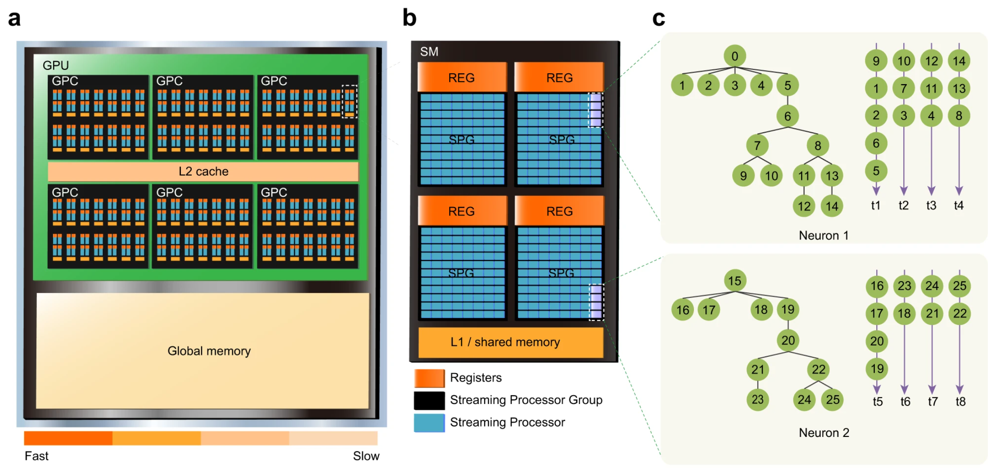 a
GPU
GPC GPC GPC
L2 cache
GPC GPC GPC
Global memory
Fast Slow
b
SM
REG REG
SPG SPG
REG REG
SPG SPG
L1 / shared memory
Registers
Streaming Processor Group
Streaming Processor
c
0
1 2 3 4 5
6
7 8
9 10 11 13
12 14
9 10 12 14
1 7 11 13
2 3 4 8
6
5
t1 t2 t3 t4
Neuron 1
15
16 17 18 19
20
21 22
23 24 25
16 23 24 25
17 18 21 22
20
19
t5 t6 t7 t8
Neuron 2